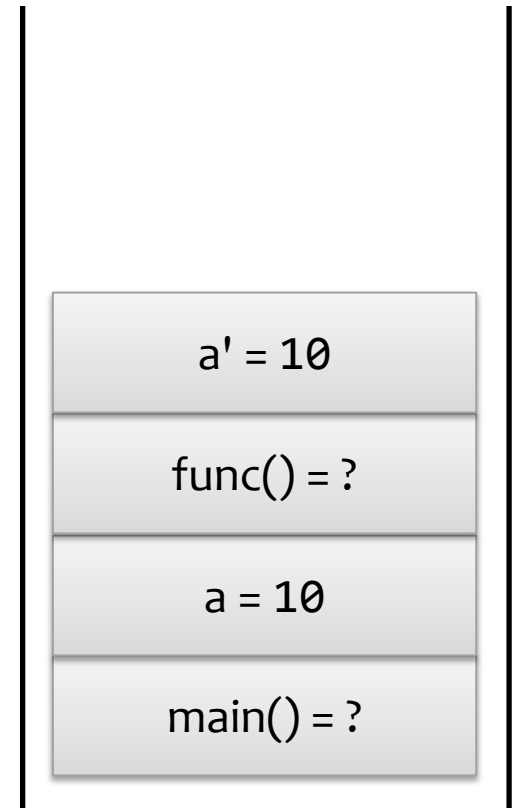 a' = 10
func() = ?
a = 10
main() = ?